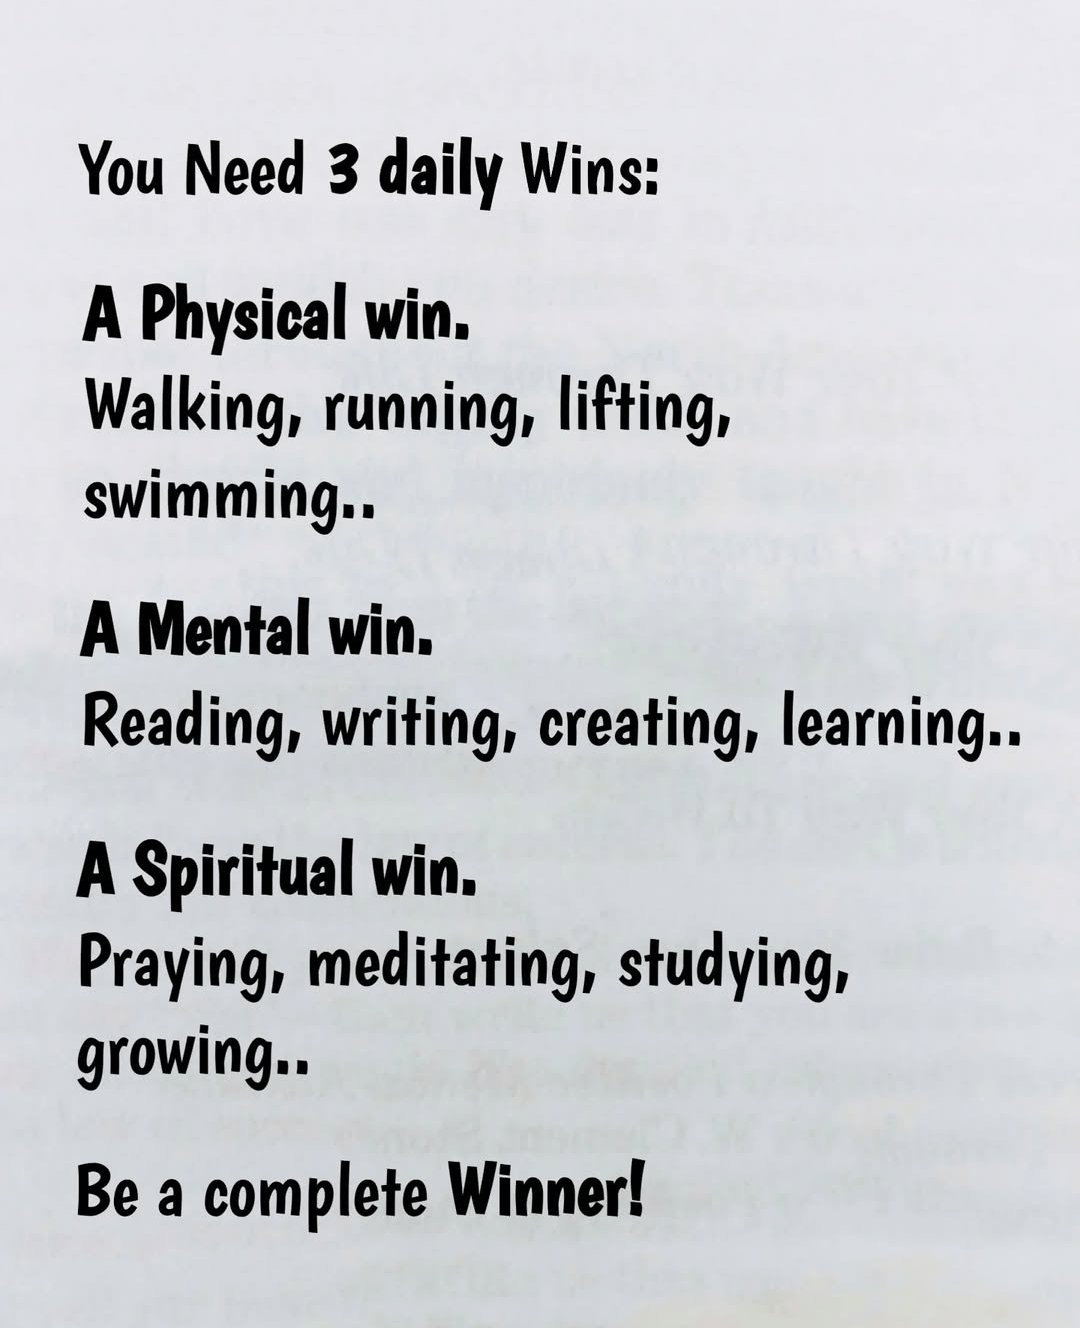 You Need 3 daily Wins:
A Physical win.
Walking, running, lifting,
swimming..
A Mental win.
Reading, writing, creating, learning..
A Spiritual win.
Praying, meditating, studying,
growing..
Be a complete Winner!